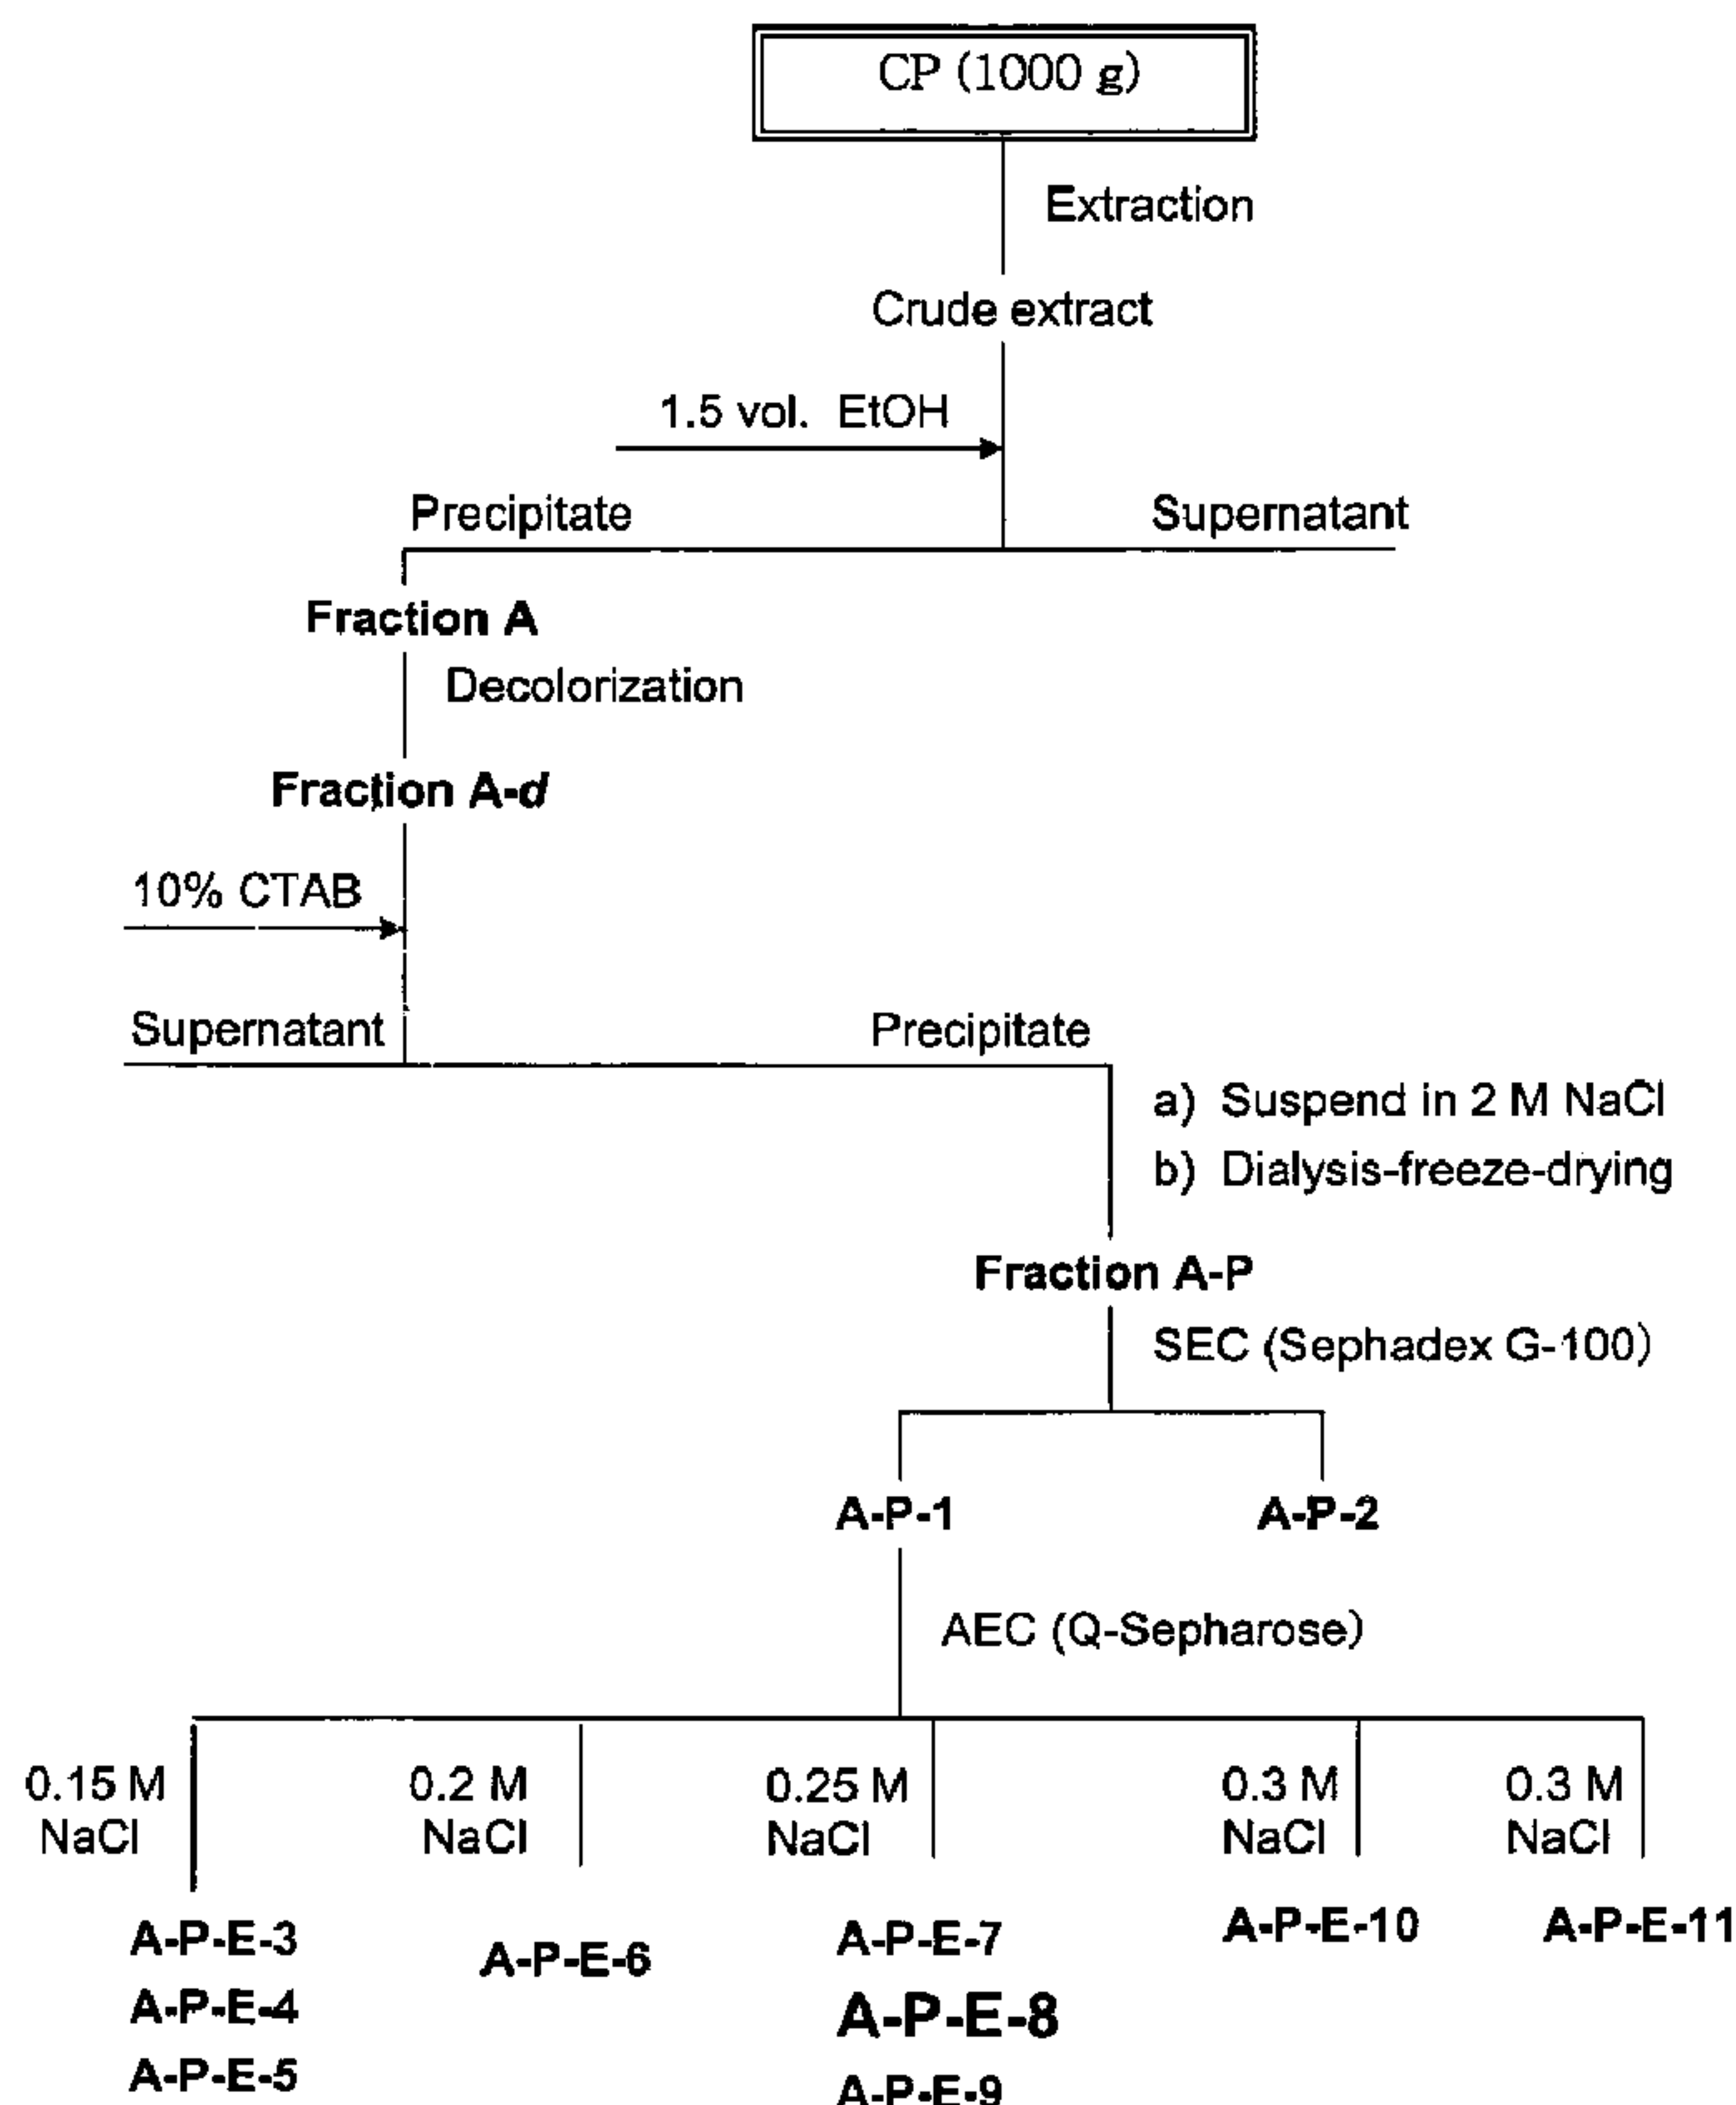 CP (1000 g)
Extraction
Crude extract
1.5 vol. EtOH
Precipitate
Supernatant
Fraction A
Decolorization
Fraction A-d
10% CTAB
Supernatant
Precipitate
a) Suspend in 2 M NaCl
b) Dialysis-freeze-drying
Fraction A-P
SEC (Sephadex G-100)
A-P-1
A-P-2
AEC (Q-Sepharose)
0.15 M
NaCl
0.2 M
NaCl
0.25 M
NaCl
0.3 M
NaCl
0.3 M
NaCl
A-P-E-3
A-P-E-4
A-P-E-5
A-P-E-6
A-P-E-7
A-P-E-8
A-P-E-9
A-P-E-10
A-P-E-11